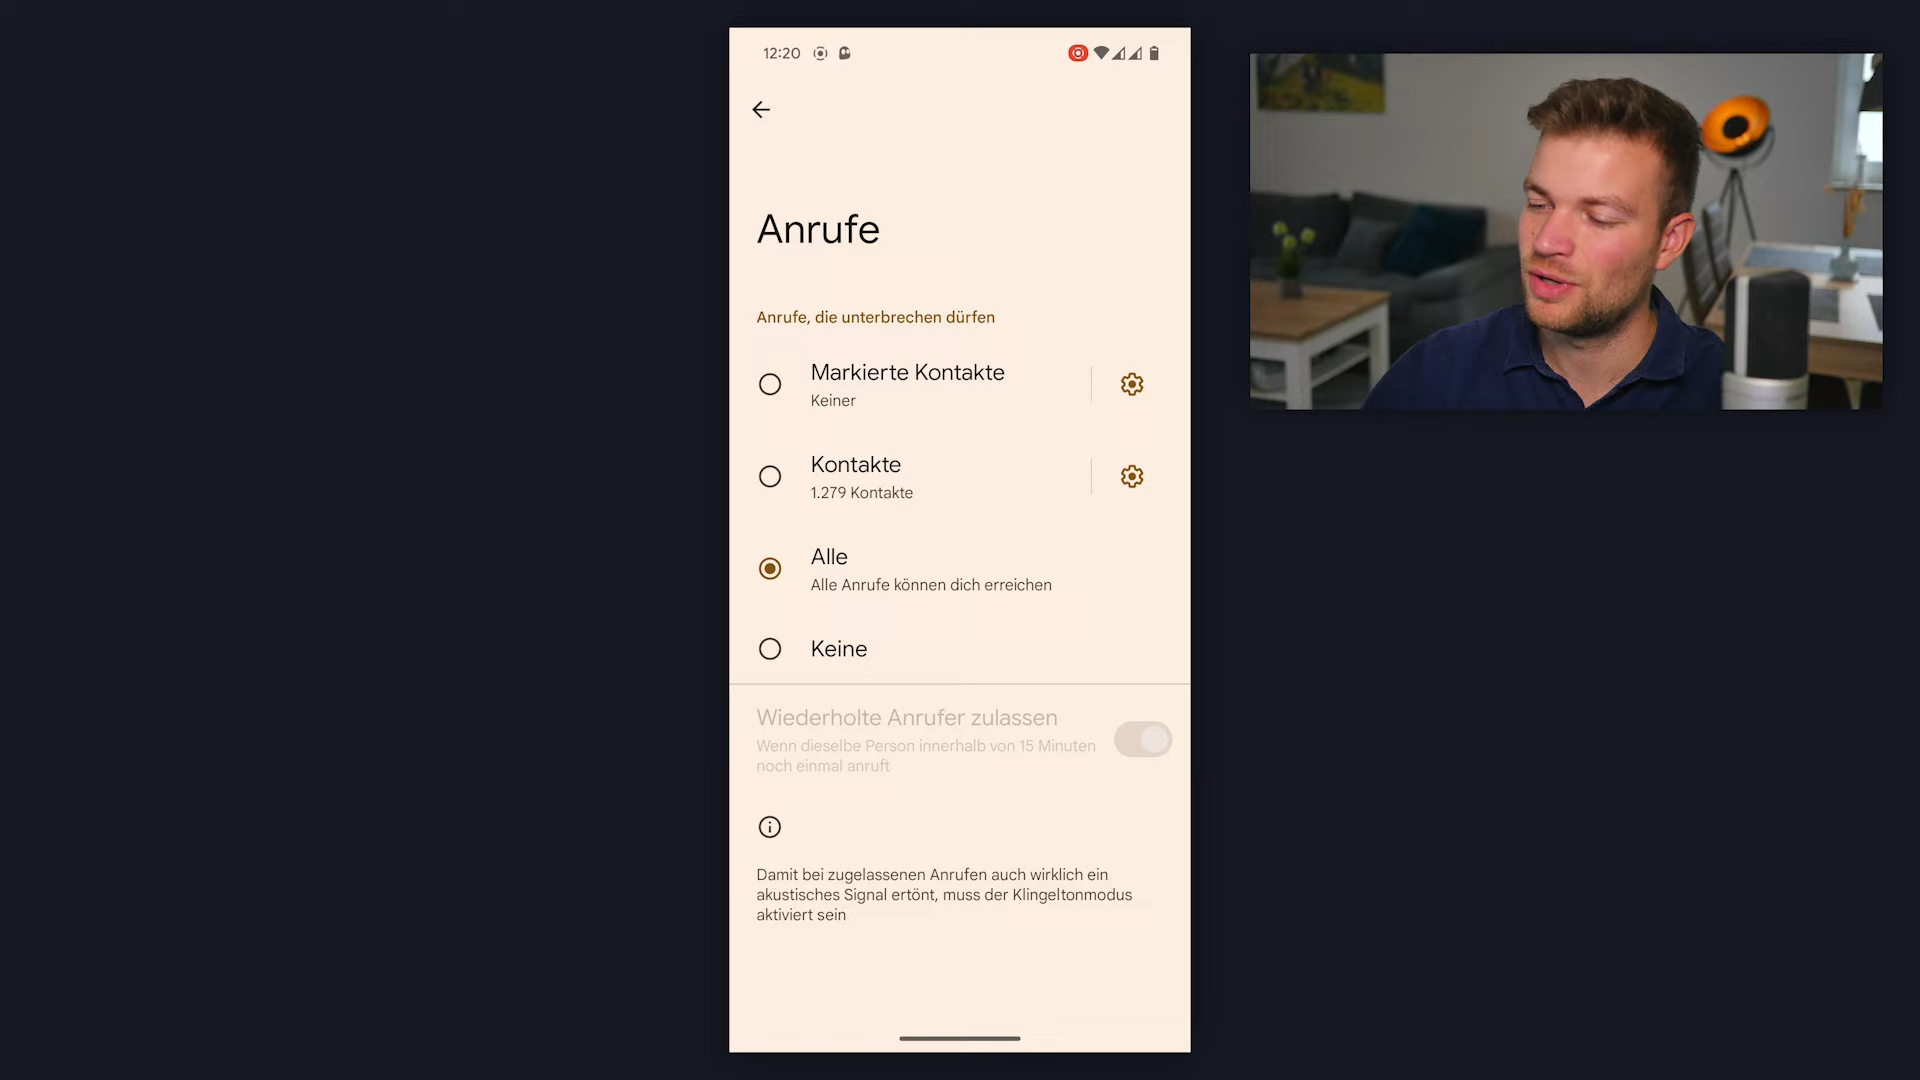 12:20
Anrufe
Anrufe, die unterbrechen dürfen
Markierte Kontakte
Keiner
Kontakte
1.279 Kontakte
Alle
Alle Anrufe können dich erreichen
Keine
Wiederholte Anrufer zulassen
Wenn dieselbe Person innerhalb von 15 Minuten
noch einmal anruft
Damit bei zugelassenen Anrufen auch wirklich ein
akustisches Signal ertönt, muss der Klingeltonmodus
aktiviert sein